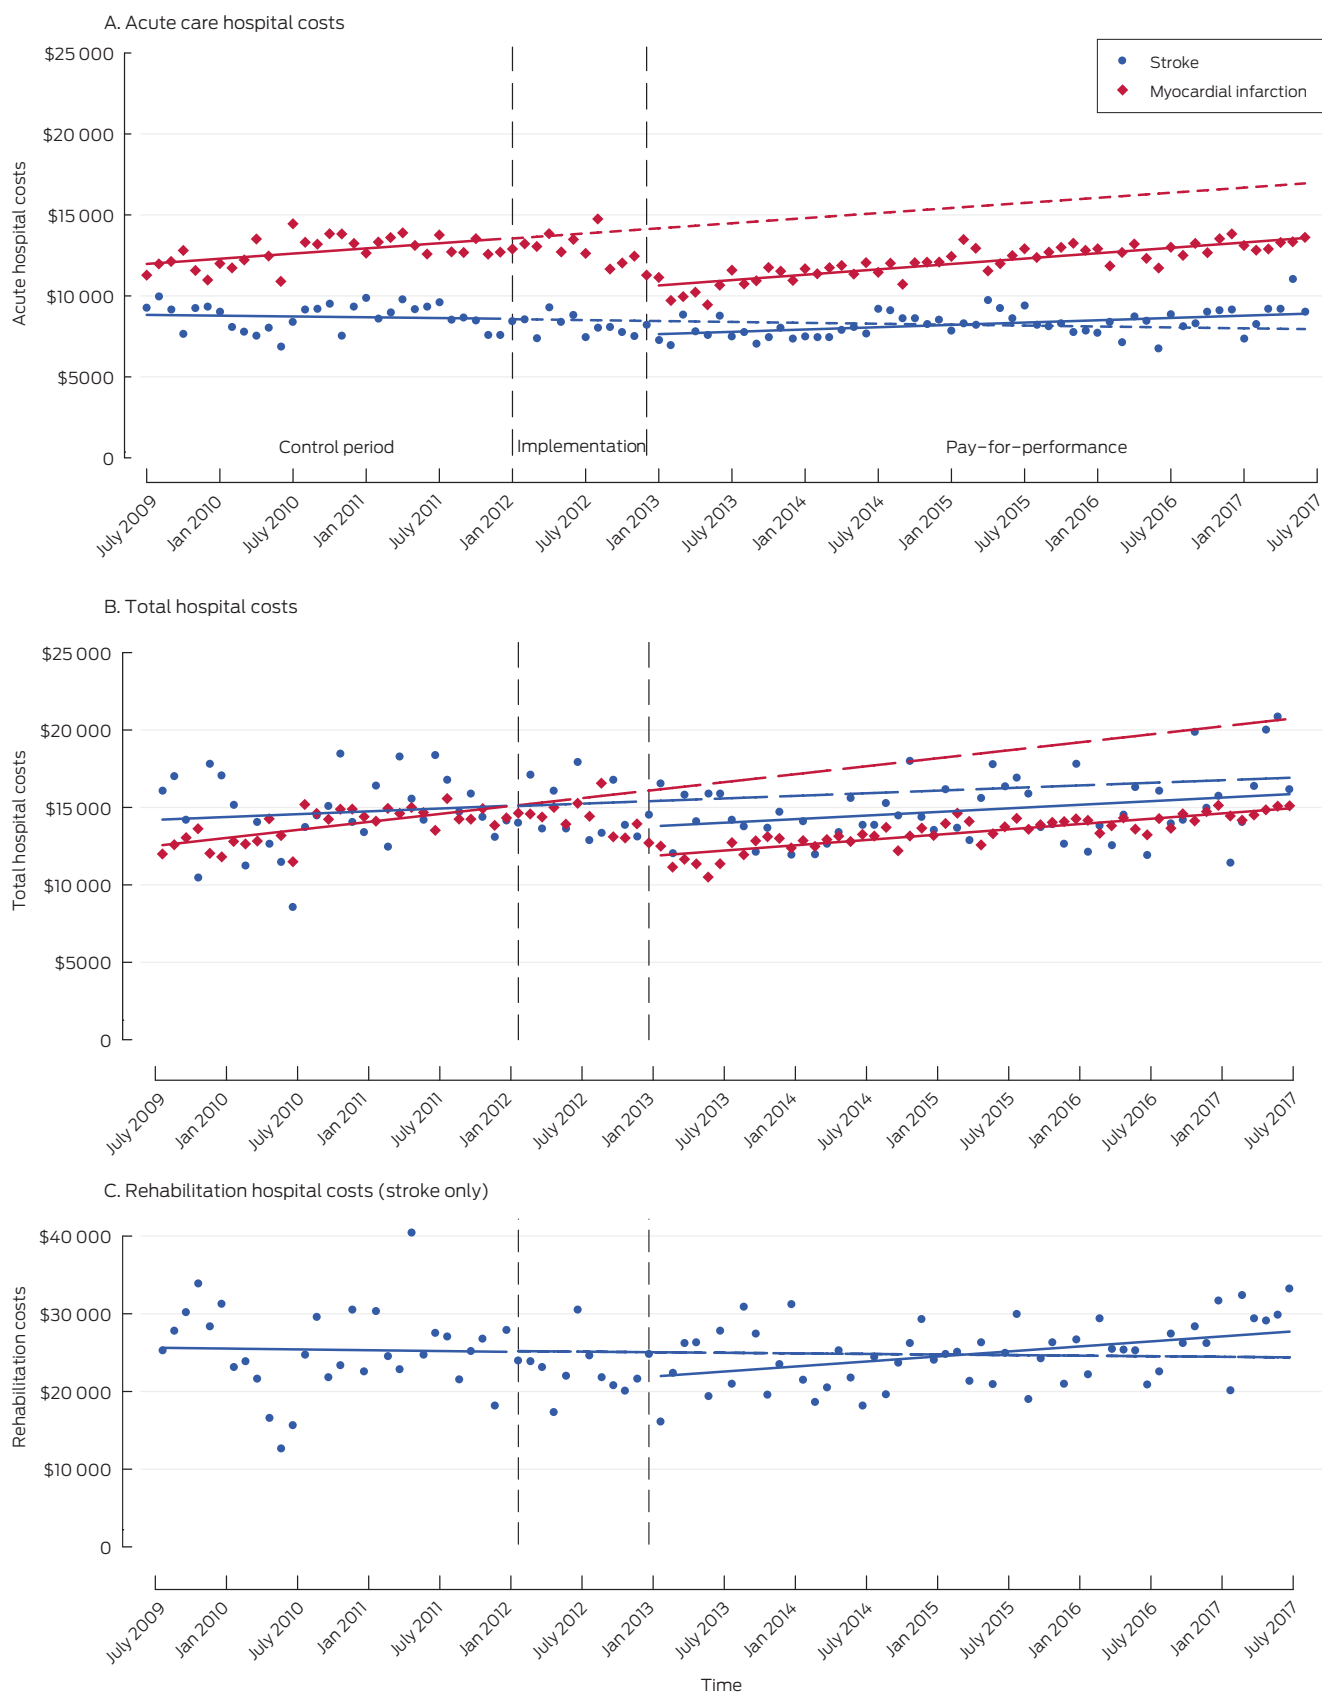 A. Acute care hospital costs
$25 000
$20 000
$15 000
$10 000
$5000
0
Acute hospital costs
Stroke
Myocardial infarction
Control period
Implementation
Pay–for–performance
July 2009
Jan 2010
July 2010
Jan 2011
July 2011
Jan 2012
July 2012
Jan 2013
July 2013
Jan 2014
July 2014
Jan 2015
July 2015
Jan 2016
July 2016
Jan 2017
July 2017
B. Total hospital costs
$25 000
$20 000
$15 000
$10 000
$5000
0
Total hospital costs
July 2009
Jan 2010
July 2010
Jan 2011
July 2011
Jan 2012
July 2012
Jan 2013
July 2013
Jan 2014
July 2014
Jan 2015
July 2015
Jan 2016
July 2016
Jan 2017
July 2017
C. Rehabilitation hospital costs (stroke only)
$40 000
$30 000
$20 000
$10 000
0
Rehabilitation costs
July 2009
Jan 2010
July 2010
Jan 2011
July 2011
Jan 2012
July 2012
Jan 2013
July 2013
Jan 2014
July 2014
Jan 2015
July 2015
Jan 2016
July 2016
Jan 2017
July 2017
Time